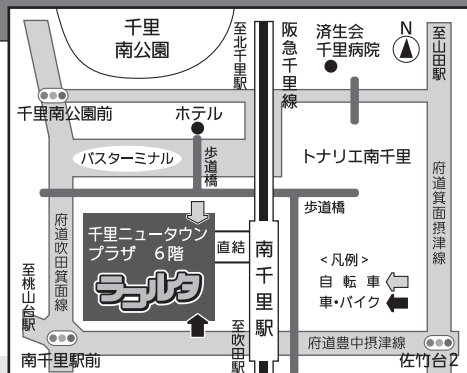 千里
南公園
至北千里駅
阪急千里線
済生会
千里病院
N
至山田駅
千里南公園前
ホテル
バスターミナル
歩道橋
トナリエ南千里
府道箕面摂津線
歩道橋
府道吹田箕面線
千里ニュータウン
プラザ 6階
ラコルタ
直結
南千里駅
<凡例>
自転車
車・バイク
至桃山台駅
至吹田駅
南千里駅前
府道豊中摂津線
佐竹台2